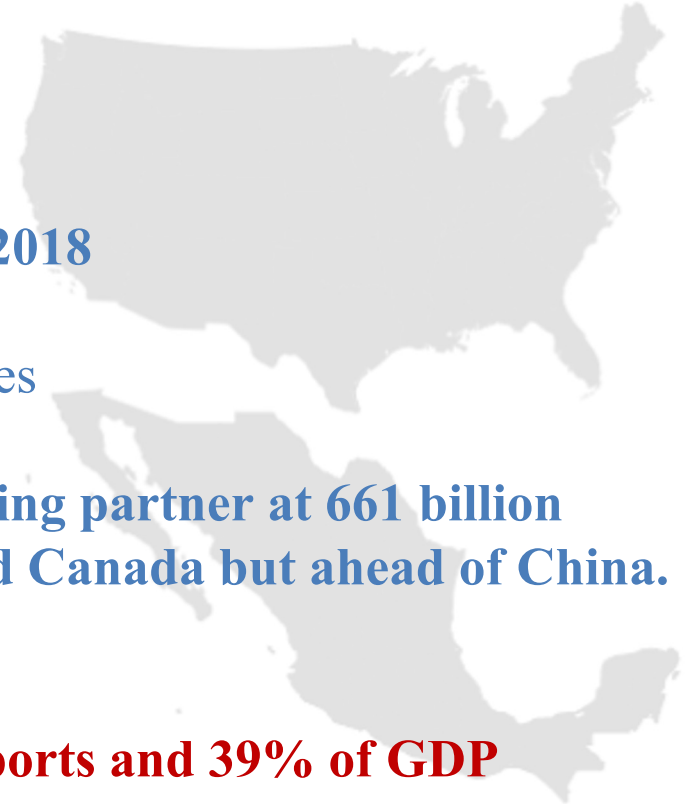 2018
es
ing partner at 661 billion
d Canada but ahead of China.
ports and 39% of GDP